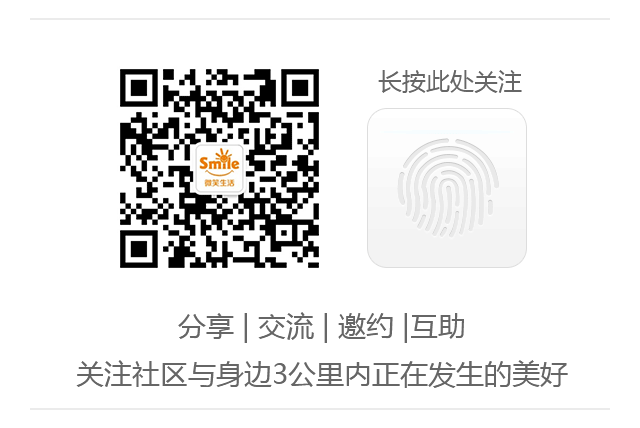 长按此处关注
Smile
微笑生活
分享 | 交流 | 邀约 |互助
关注社区与身边3公里内正在发生的美好